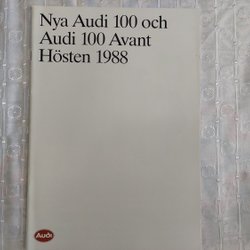 Nya Audi 100 och
Audi 100 Avant
Hösten 1988
Audi